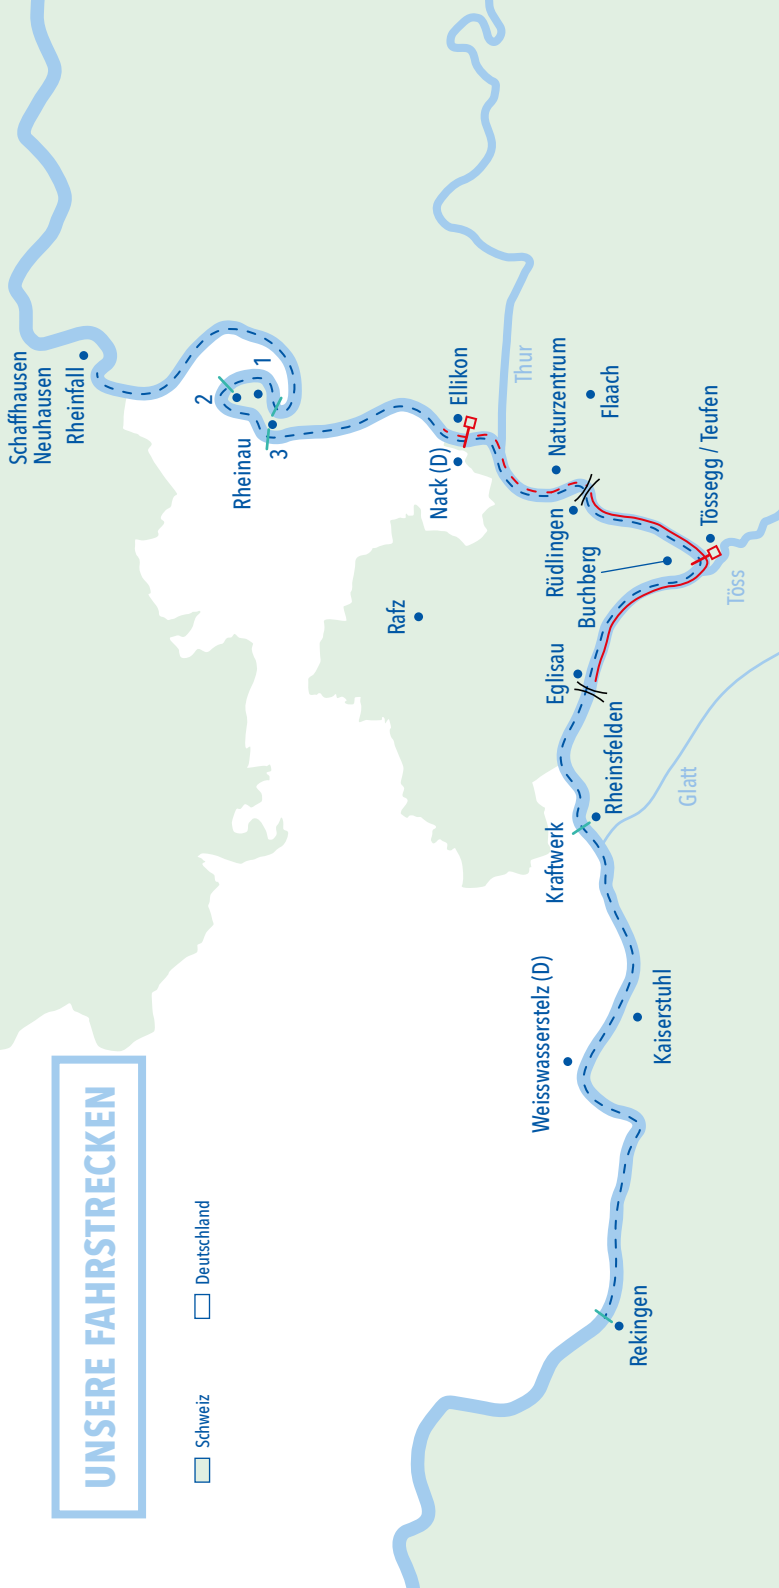 UNSERE FAHRSTRECKEN
Schweiz
Deutschland
Schaffhausen
Neuhausen
Rheinfall
2
1
Rheinau
3
Nack (D)
Ellikon
Thur
Naturzentrum
Flaach
Rüdlingen
Buchberg
Tössegg / Teufen
Töss
Rafz
Eglisau
Rheinsfelden
Glatt
Kraftwerk
Weisswasserstelz (D)
Kaiserstuhl
Rekingen